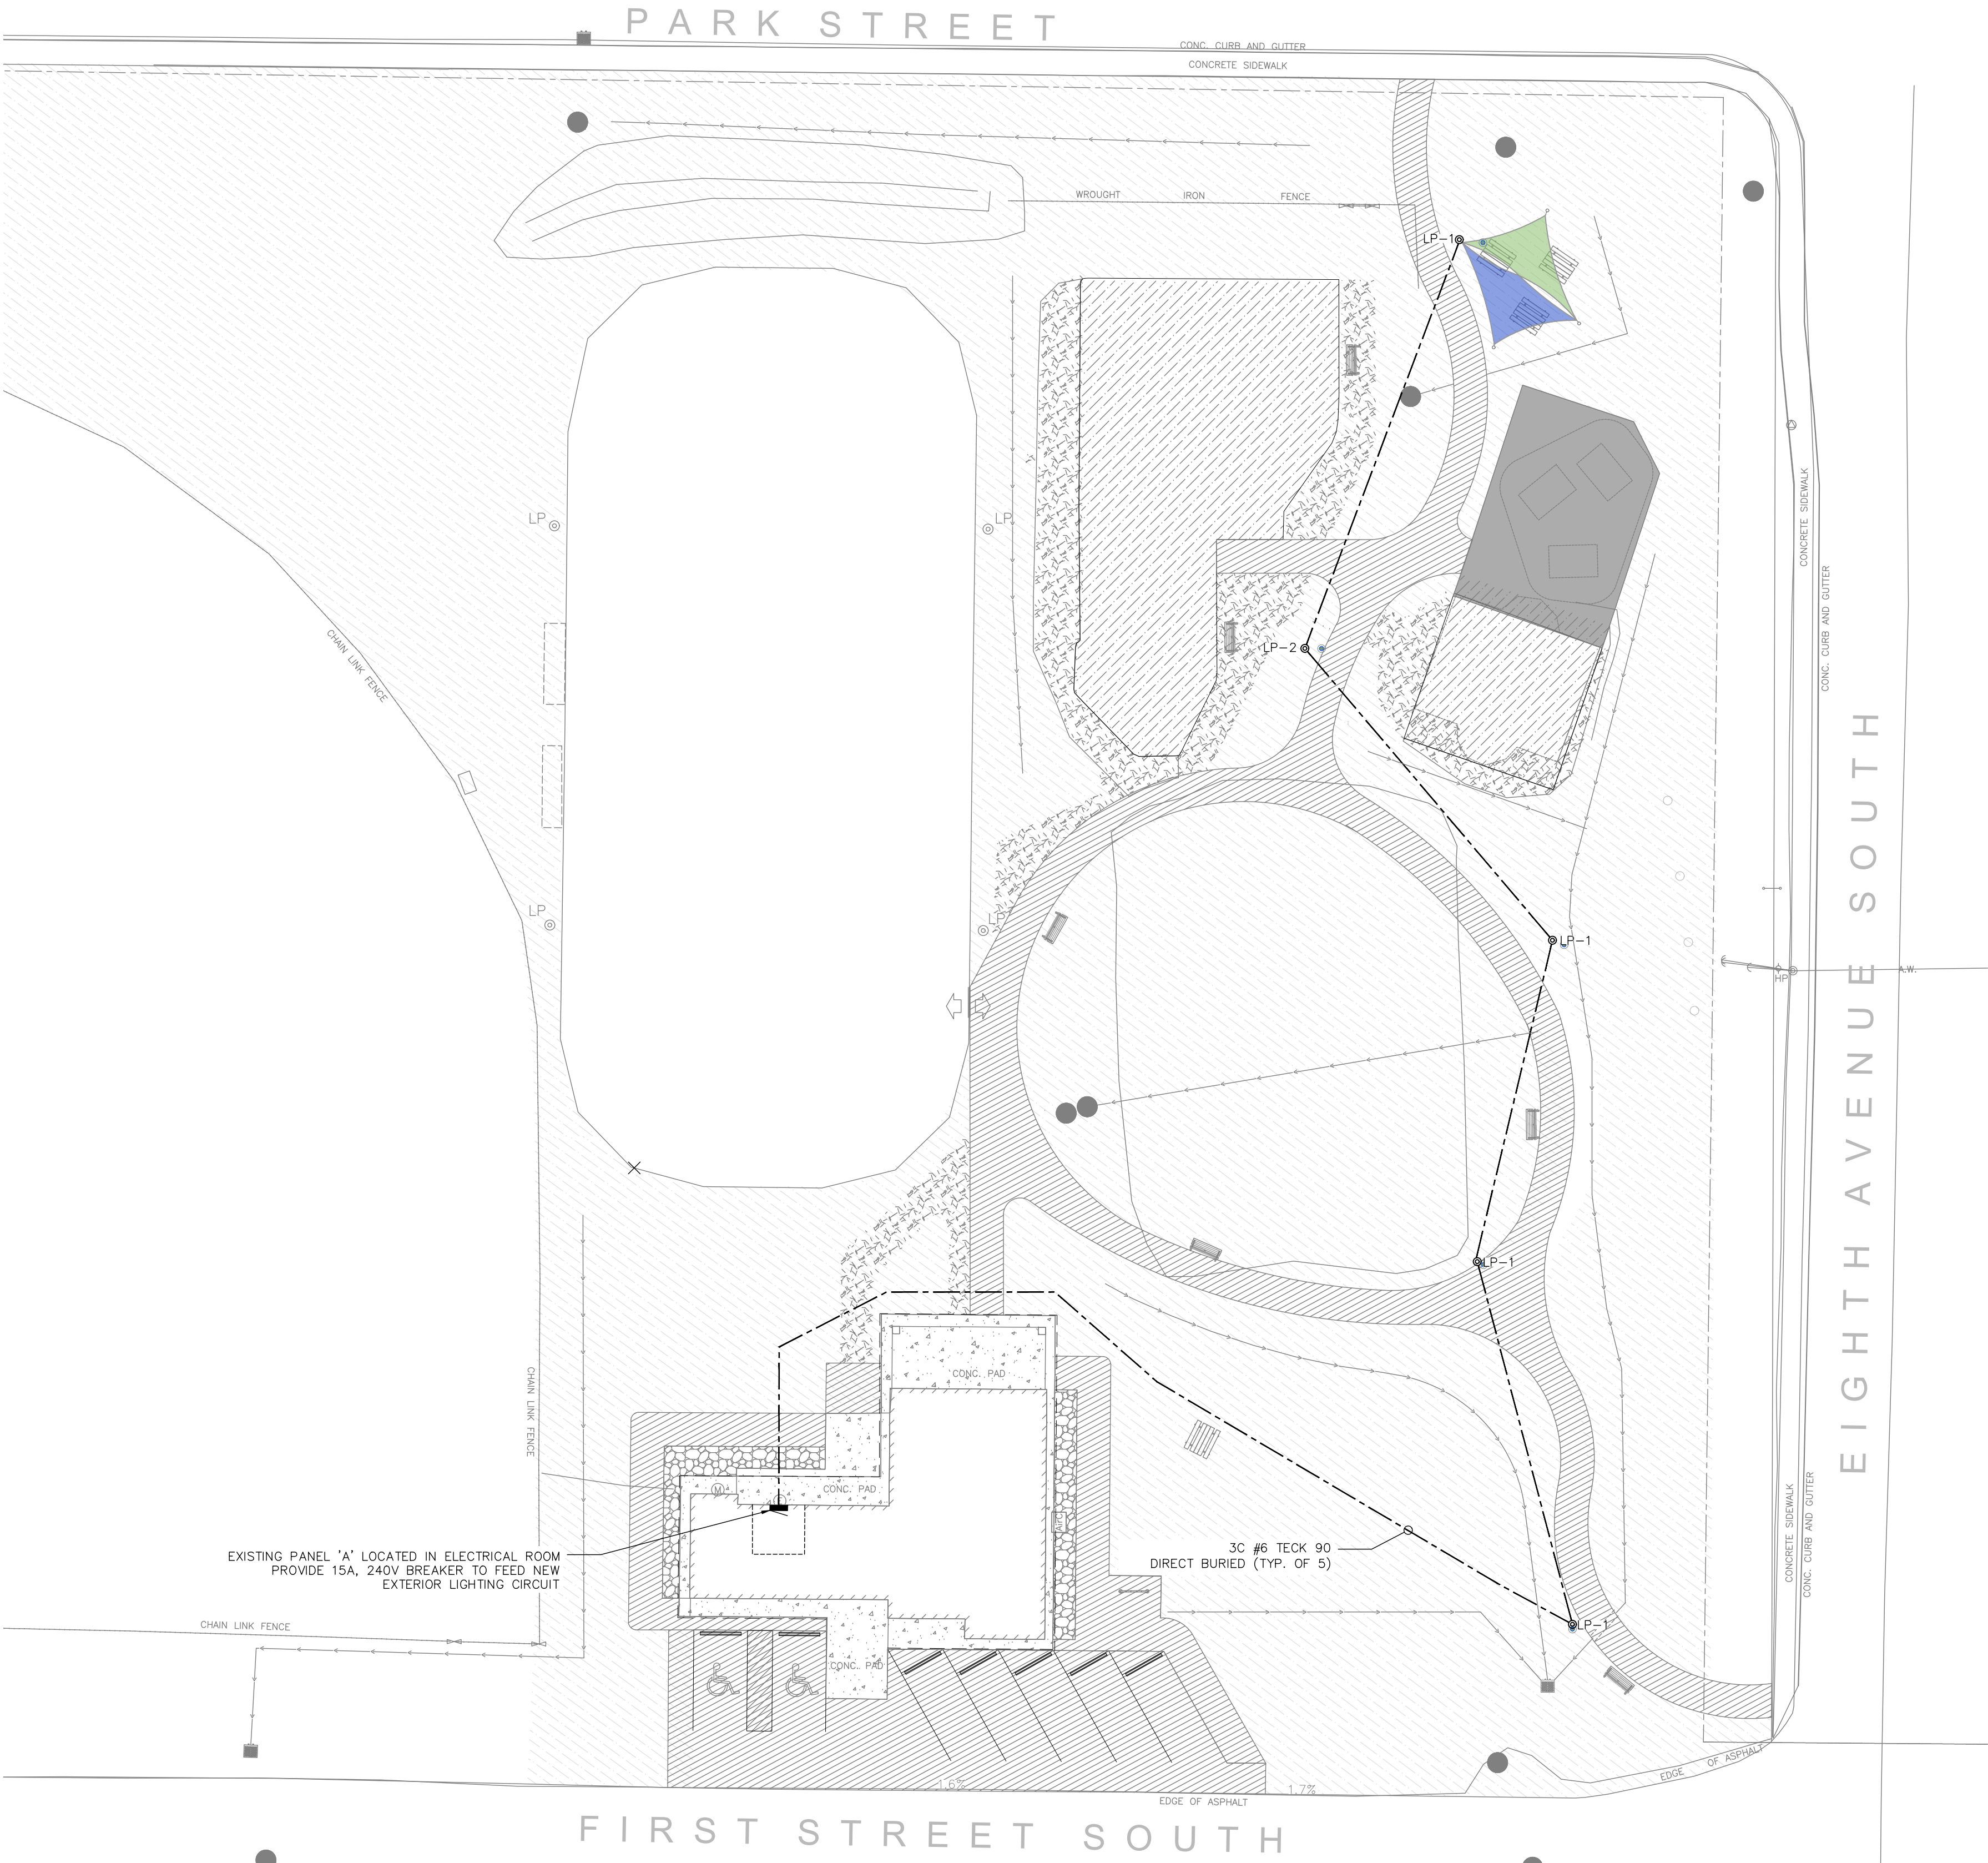 PARK STREET
CONC. CURB AND GUTTER
CONCRETE SIDEWALK
WROUGHT IRON FENCE
LP-1
LP
LP
CONCRETE SIDEWALK
CONC. CURB AND GUTTER
CHAIN LINK FENCE
LP-2
EIGHTH AVENUE SOUTH
LP
LP
LP-1
A.W.
HP
LP-1
CHAIN LINK FENCE
CONC. PAD
M
CONC. PAD
CONCRETE SIDEWALK
CONC. CURB AND GUTTER
EXISTING PANEL 'A' LOCATED IN ELECTRICAL ROOM
PROVIDE 15A, 240V BREAKER TO FEED NEW
EXTERIOR LIGHTING CIRCUIT
3C #6 TECK 90
DIRECT BURIED (TYP. OF 5)
CHAIN LINK FENCE
LP-1
CONC. PAD
EDGE OF ASPHALT
1.6%
1.7%
EDGE OF ASPHALT
FIRST STREET SOUTH